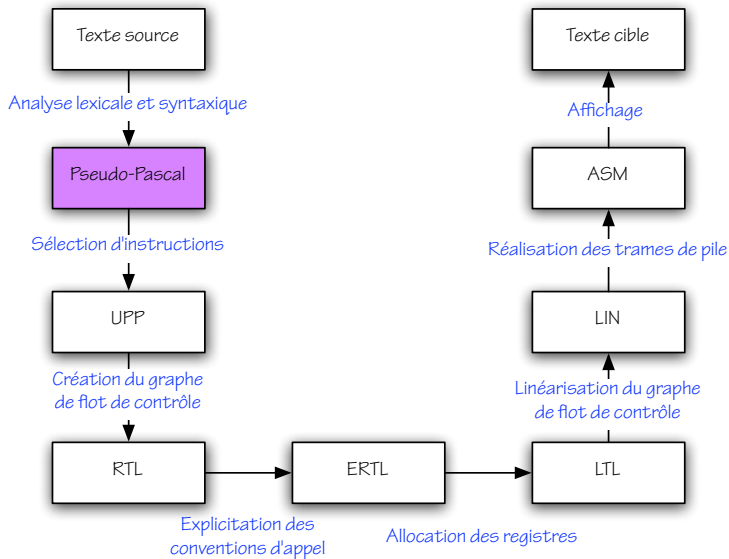 Texte source
Analyse lexicale et syntaxique
Pseudo-Pascal
Sélection d'instructions
UPP
Création du graphe
de flot de contrôle
RTL
Explicitation des
conventions d'appel
ERTL
Allocation des registres
LTL
Linéarisation du graphe
de flot de contrôle
LIN
Réalisation des trames de pile
ASM
Affichage
Texte cible